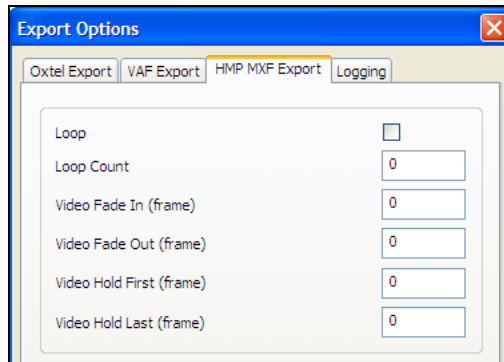 Export Options
Oxtel Export VAF Export HMP MXF Export Logging
Loop
Loop Count 0
Video Fade In (frame) 0
Video Fade Out (frame) 0
Video Hold First (frame) 0
Video Hold Last (frame) 0